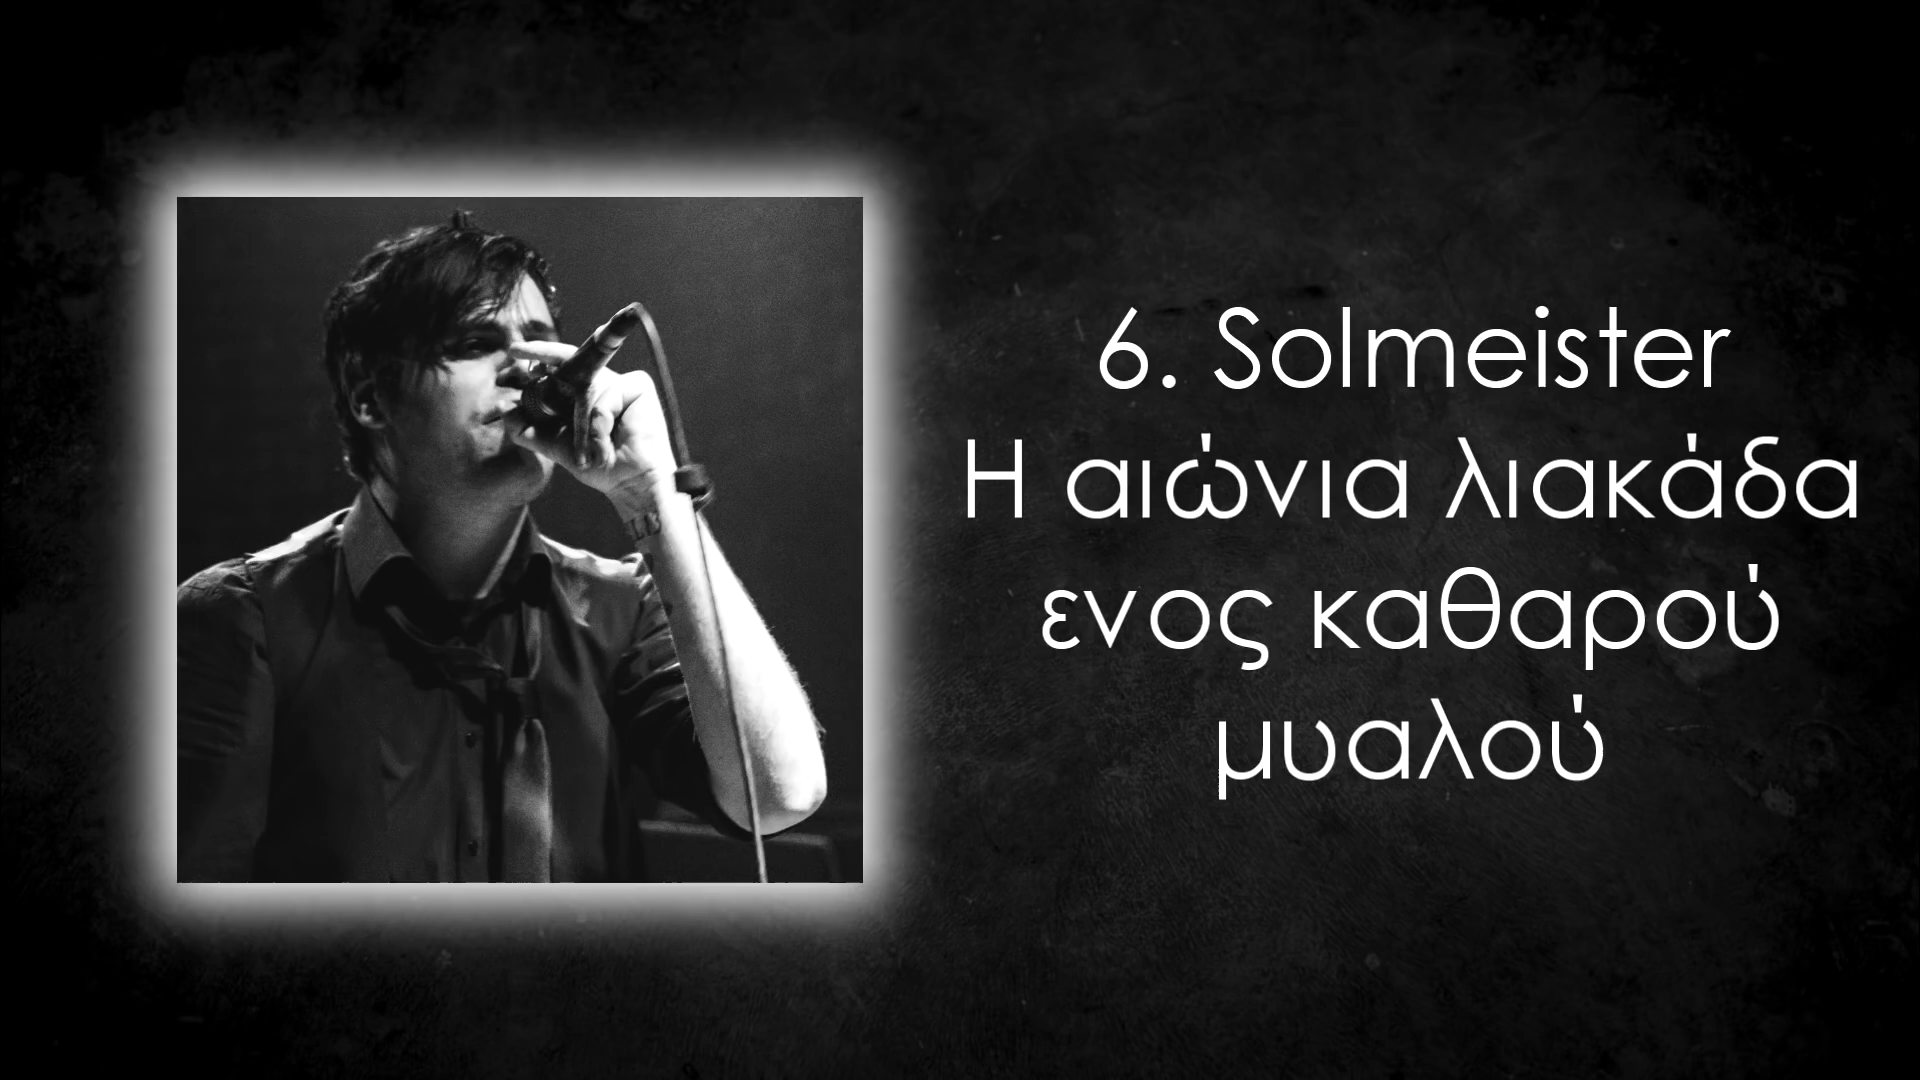 6. Solmeister
Η αιώνια λιακάδα
ενος καθαρού
μυαλού